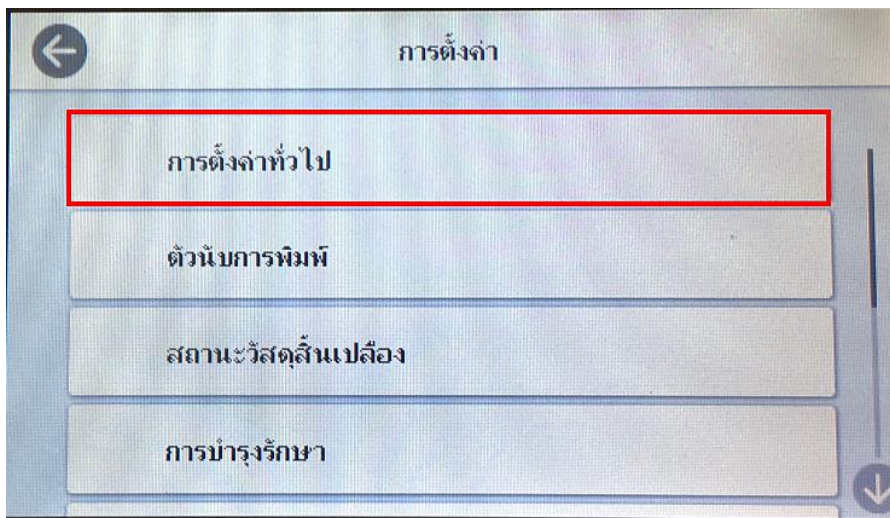 การตั้งค่า
การตั้งค่าทั่วไป
ตัวนับการพิมพ์
สถานะวัสดุสิ้นเปลือง
การบำรุงรักษา